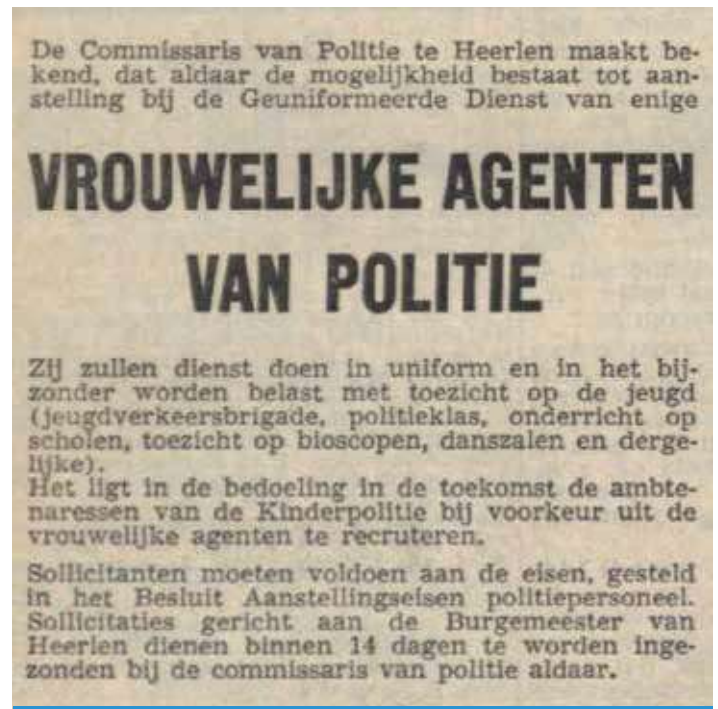 De Commissaris van Politie te Heerlen maakt be-
kend, dat aldaar de mogelijkheid bestaat tot aan-
stelling bij de Geuniformeerde Dienst van enige
VROUWELIJKE AGENTEN
VAN POLITIE
Zij zullen dienst doen in uniform en in het bij-
zonder worden belast met toezicht op de jeugd
(jeugdverkeersbrigade, politieklas, onderricht op
scholen, toezicht op bioscopen, danszalen en derge-
lijke).
Het ligt in de bedoeling in de toekomst de ambte-
naressen van de Kinderpolitie bij voorkeur uit de
vrouwelijke agenten te recruteren.
Sollicitanten moeten voldoen aan de eisen, gesteld
in het Besluit Aanstellingseisen politiepersoneel.
Sollicitaties gericht aan de Burgemeester van
Heerlen dienen binnen 14 dagen te worden inge-
zonden bij de commissaris van politie aldaar.